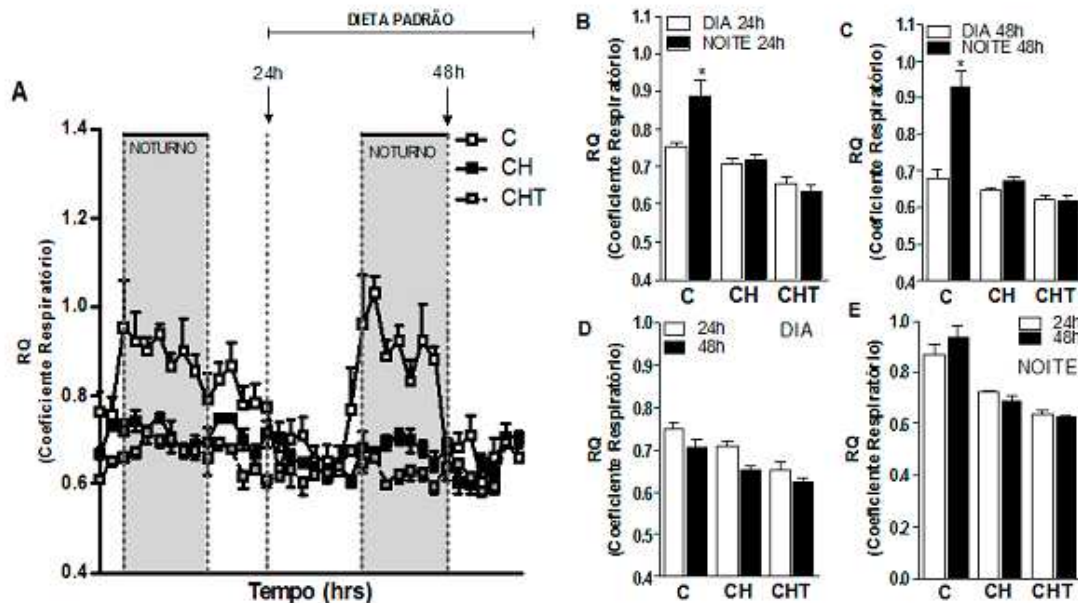 DIETA PADRÃO
24h
48h
A
1.4
1.2
1.0
0.8
0.6
0.4
RQ
(Coeficiente Respiratório)
NOTURNO
NOTURNO
C
CH
CHT
Tempo (hrs)
B
DIA 24h
NOITE 24h
*
1.1
1.0
0.9
0.8
0.7
0.6
0.5
0.4
RQ
(Coeficiente Respiratório)
C CH CHT
C
DIA 48h
NOITE 48h
*
1.1
1.0
0.9
0.8
0.7
0.6
0.5
0.4
RQ
(Coeficiente Respiratório)
C CH CHT
D
24h
48h
DIA
1.0
0.9
0.8
0.7
0.6
0.5
0.4
RQ
(Coeficiente Respiratório)
C CH CHT
E
24h
48h
NOITE
1.0
0.8
0.6
0.4
0.2
0.0
RQ
(Coeficiente Respiratório)
C CH CHT